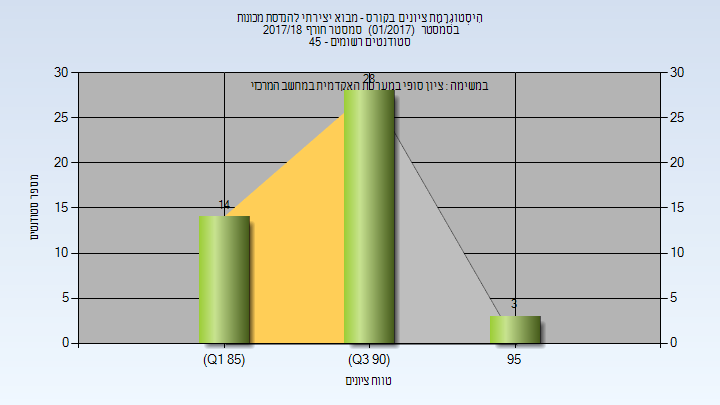 היסטוגרמת ציונים בקורס - מבוא יצירתי להנדסת מכונות
בסמסטר (01/2017) סמסטר חורף 2017/18
סטודנטים רשומים - 45
במשימה : ציון סופי במערכת האקדמית במחשב המרכזי
30
25
20
15
10
5
0
30
25
20
15
10
5
0
14
28
3
מספר סטודנטים
(Q1 85)
(Q3 90)
95
טווח ציונים